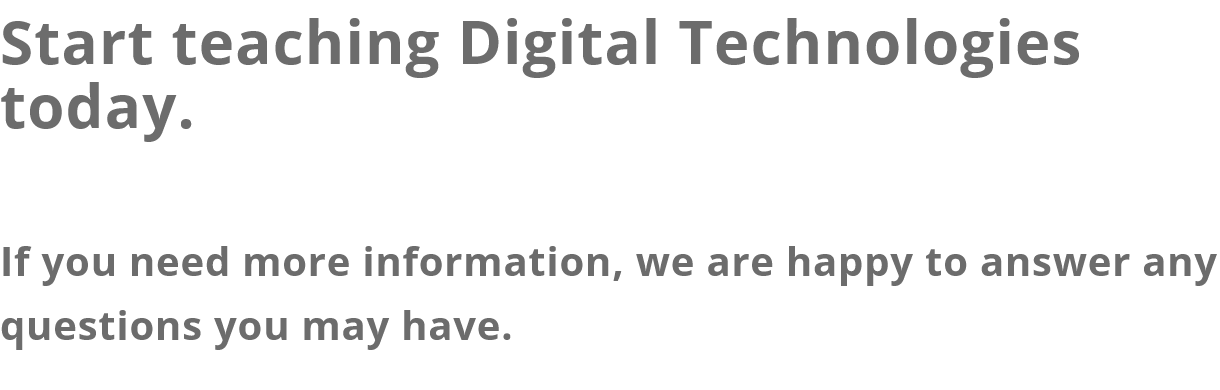 Start teaching Digital Technologies
today.
If you need more information, we are happy to answer any
questions you may have.